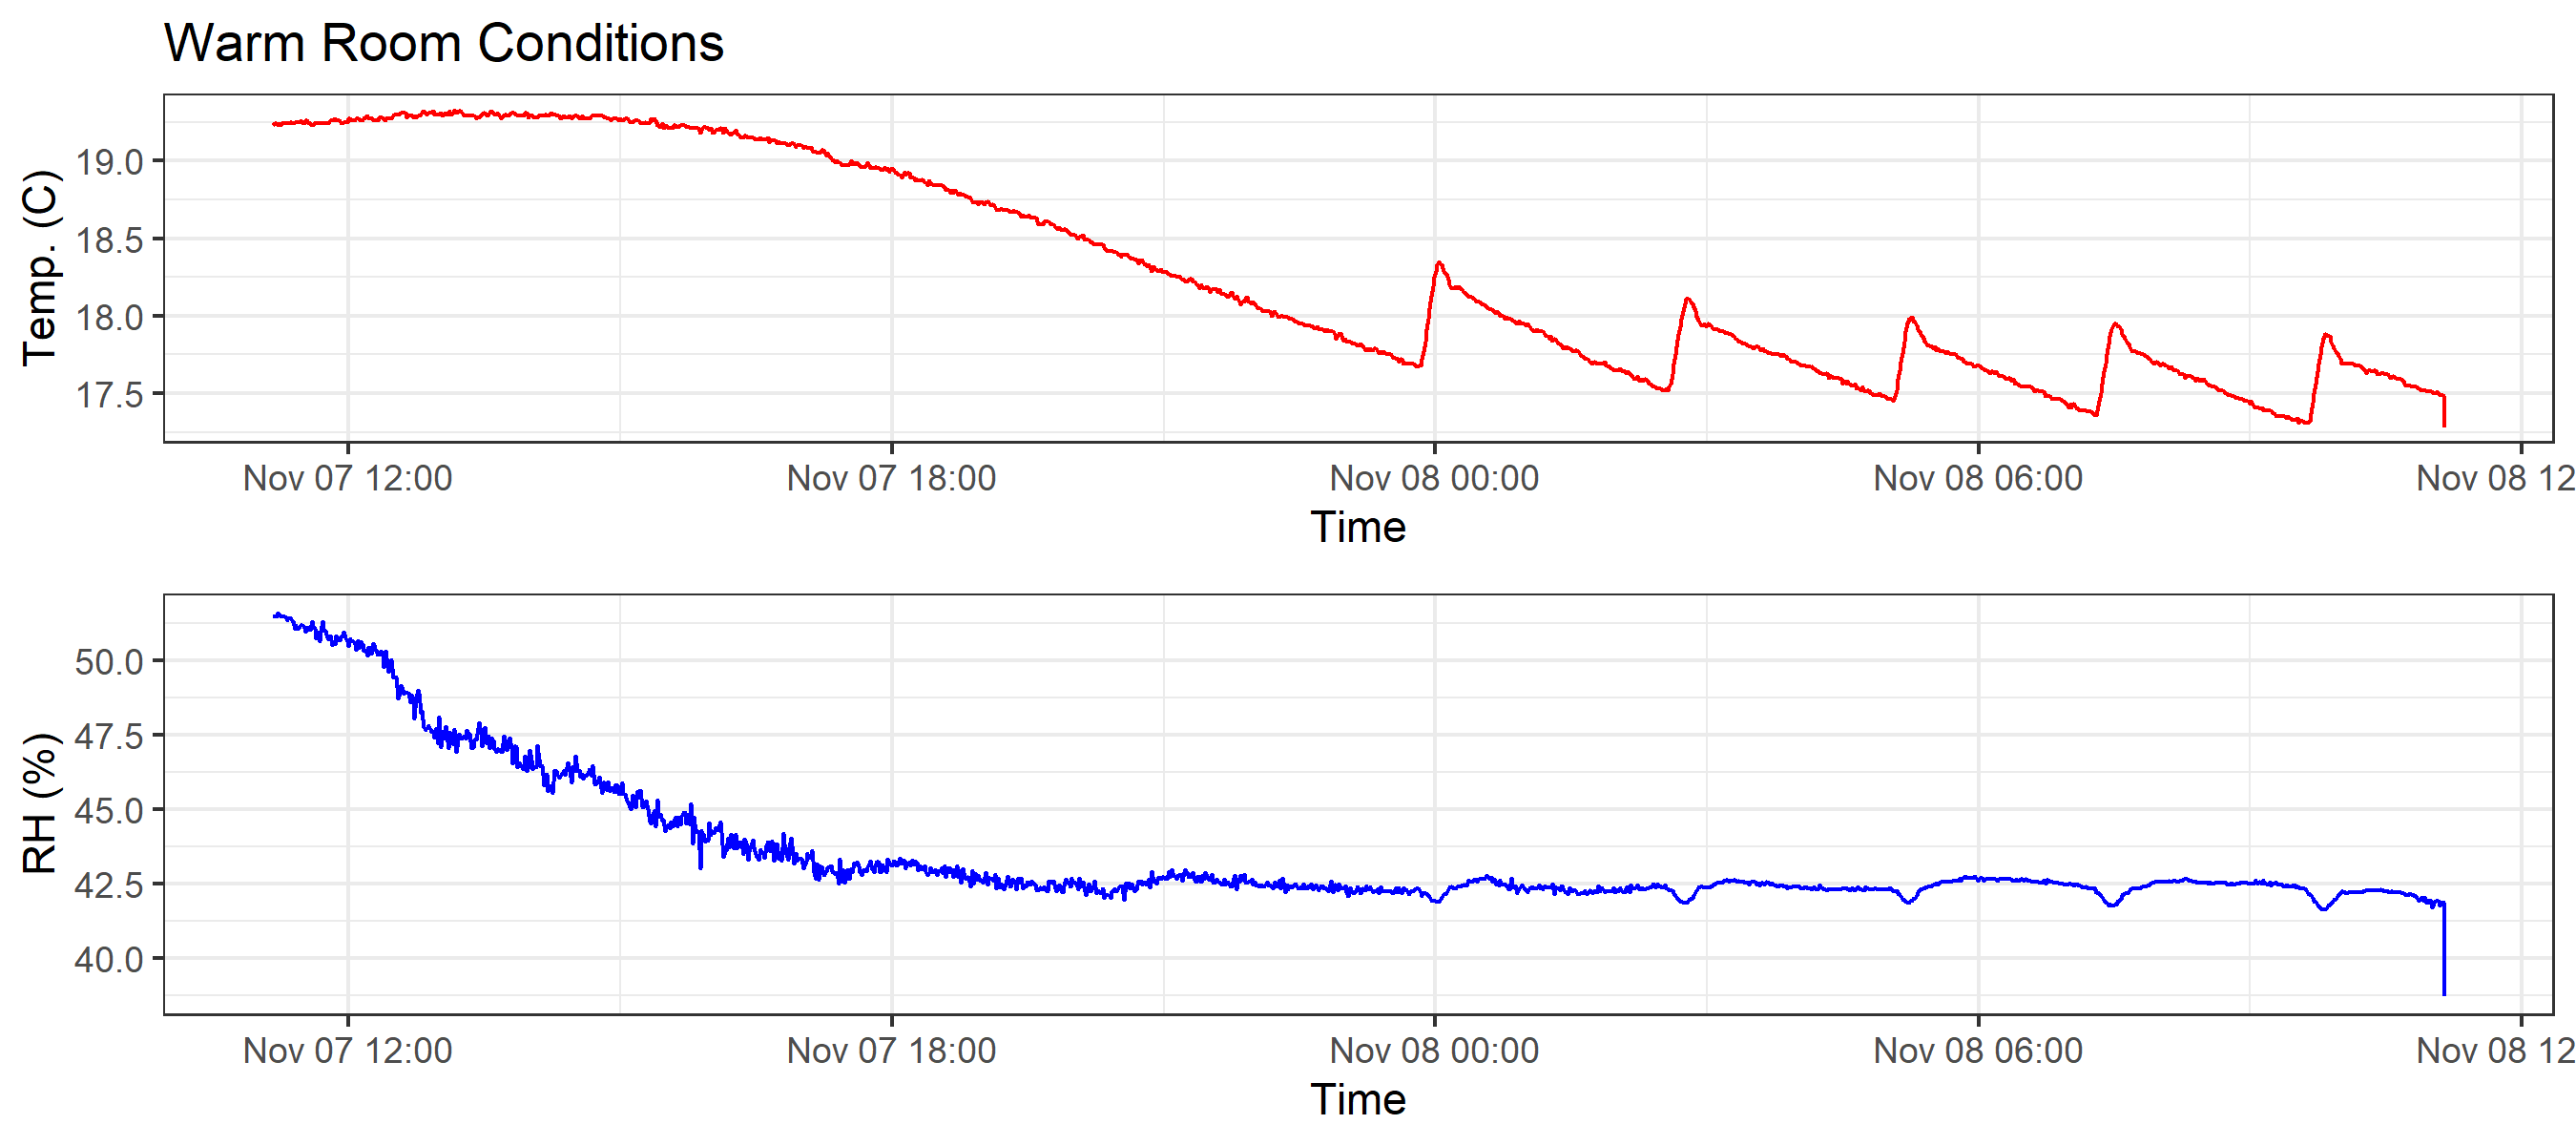 Warm Room Conditions
Temp. (C)
19.0
18.5
18.0
17.5
Nov 07 12:00 Nov 07 18:00 Nov 08 00:00 Nov 08 06:00 Nov 08 12
Time
RH (%)
50.0
47.5
45.0
42.5
40.0
Nov 07 12:00 Nov 07 18:00 Nov 08 00:00 Nov 08 06:00 Nov 08 12
Time